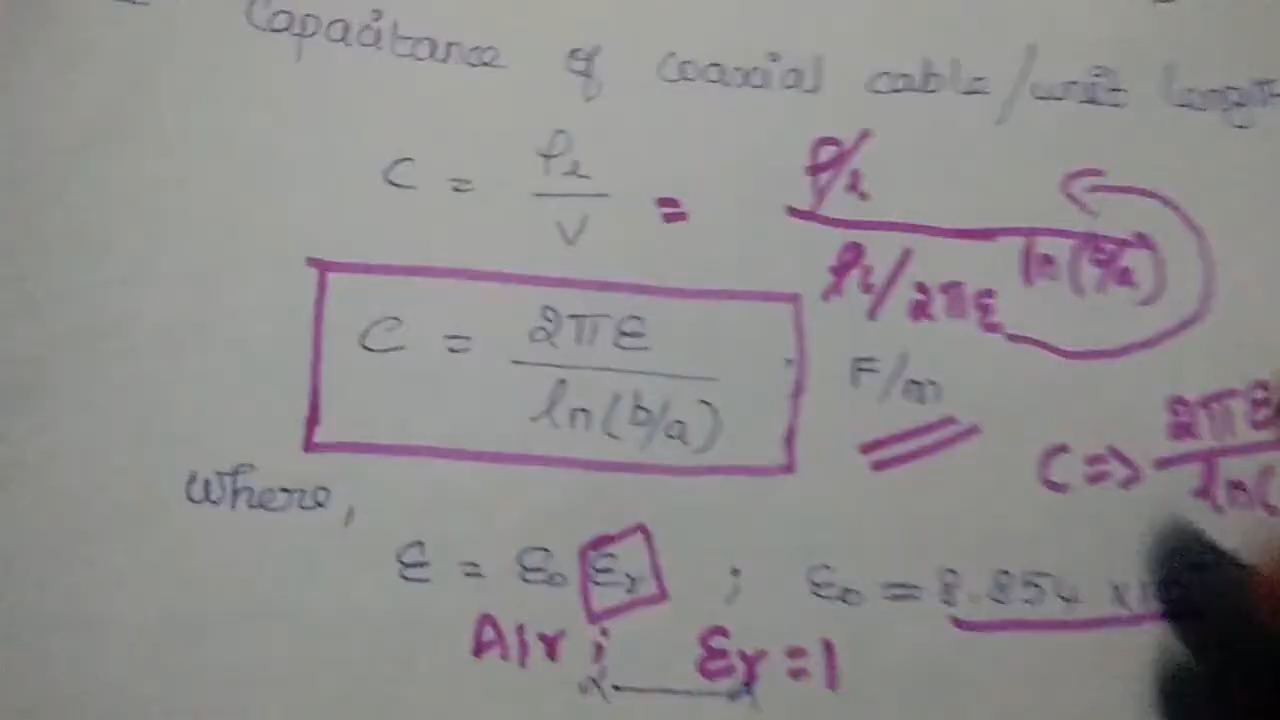 Capacitance of coaxial cable/unit length
C = ρL / V = ρL / ρL/2πε ln(b/a)
C = 2πε / ln(b/a) F/m
C => 2πε / ln(
where,
ε = ε0 εr ; ε0 = 8.854 x
Air ; εr = 1